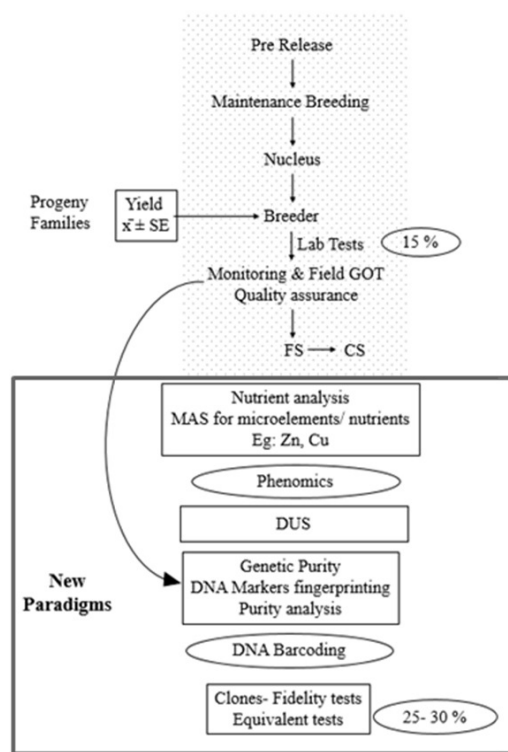 Pre Release
Maintenance Breeding
Nucleus
Progeny
Families
Yield
x̄ ± SE
Breeder
Lab Tests
15 %
Monitoring & Field GOT
Quality assurance
FS
CS
Nutrient analysis
MAS for microelements/ nutrients
Eg: Zn, Cu
Phenomics
DUS
New
Paradigms
Genetic Purity
DNA Markers fingerprinting
Purity analysis
DNA Barcoding
Clones- Fidelity tests
Equivalent tests
25- 30 %